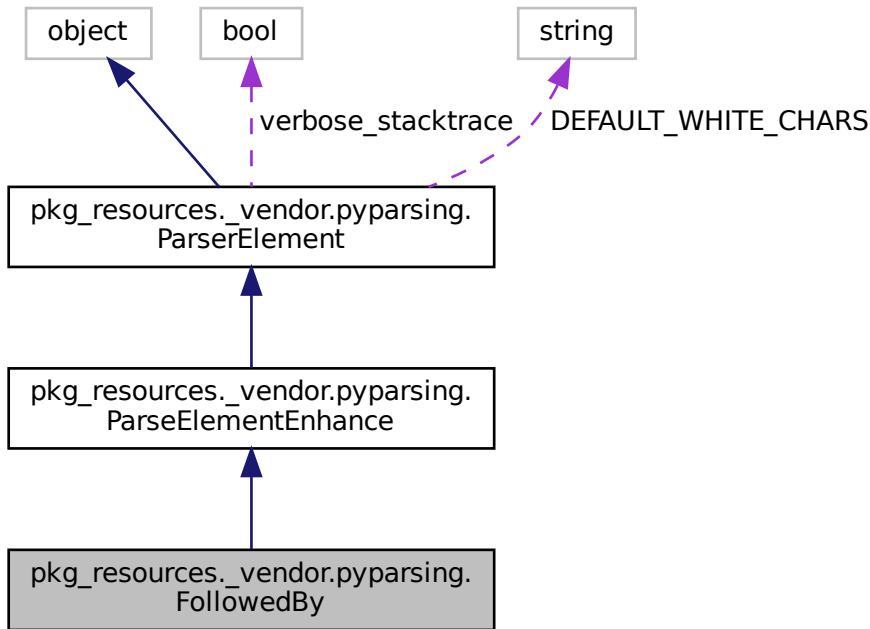 object
bool
string
verbose_stacktrace
DEFAULT_WHITE_CHARS
pkg_resources._vendor.pyparsing.
ParserElement
pkg_resources._vendor.pyparsing.
ParseElementEnhance
pkg_resources._vendor.pyparsing.
FollowedBy